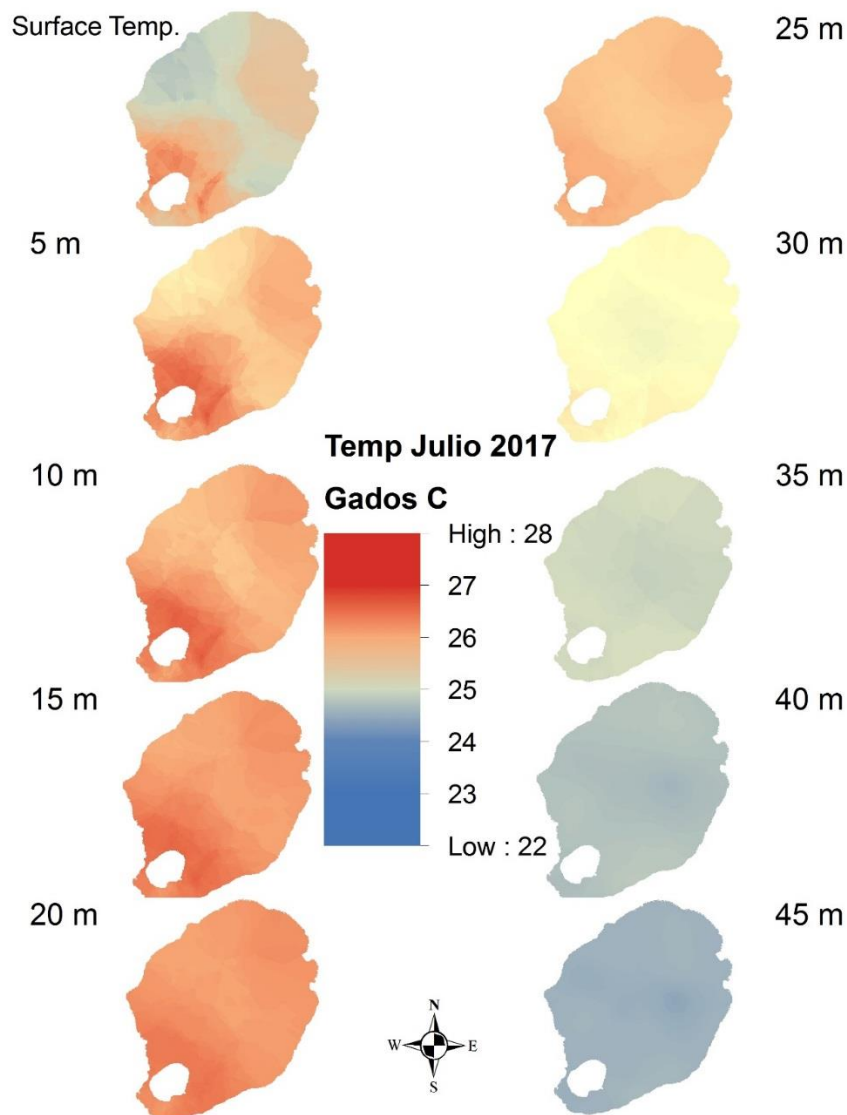 Surface Temp.
25 m
5 m
30 m
Temp Julio 2017
Gados C
10 m
35 m
High : 28
27
26
25
24
23
Low : 22
15 m
40 m
20 m
45 m
N
W E
S